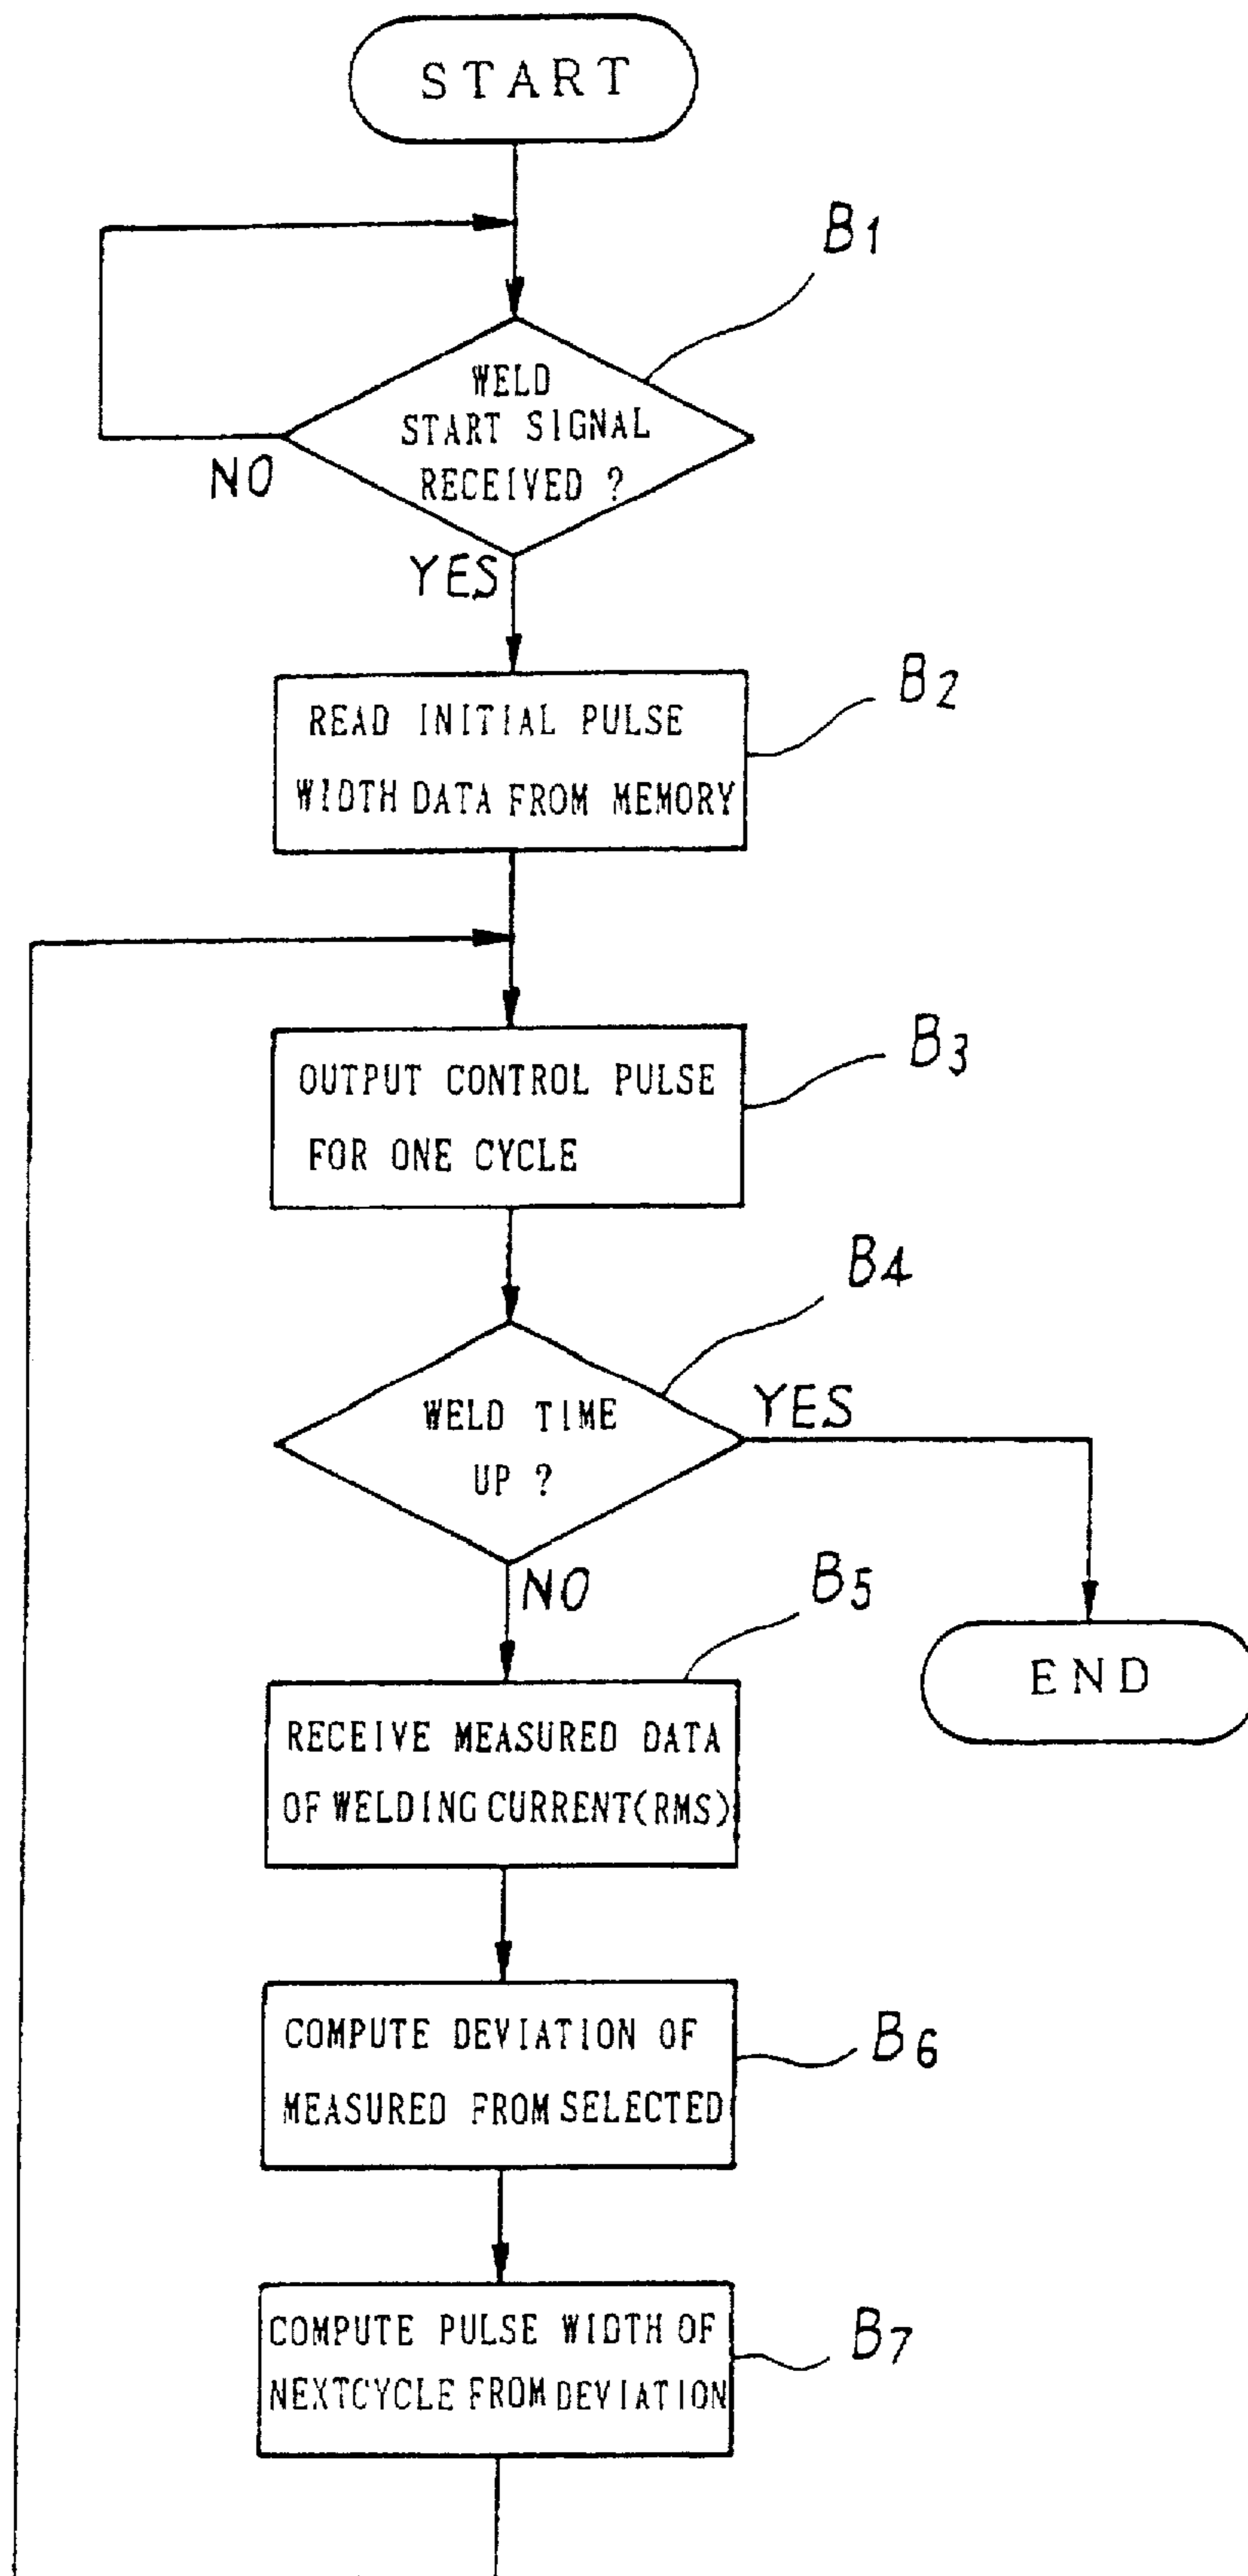 START
B1
WELD
START SIGNAL
RECEIVED ?
NO
YES
B2
READ INITIAL PULSE
WIDTH DATA FROM MEMORY
B3
OUTPUT CONTROL PULSE
FOR ONE CYCLE
B4
WELD TIME
UP ?
YES
NO
B5
RECEIVE MEASURED DATA
OF WELDING CURRENT(RMS)
END
COMPUTE DEVIATION OF
MEASURED FROM SELECTED
B6
COMPUTE PULSE WIDTH OF
NEXTCYCLE FROM DEVIATION
B7